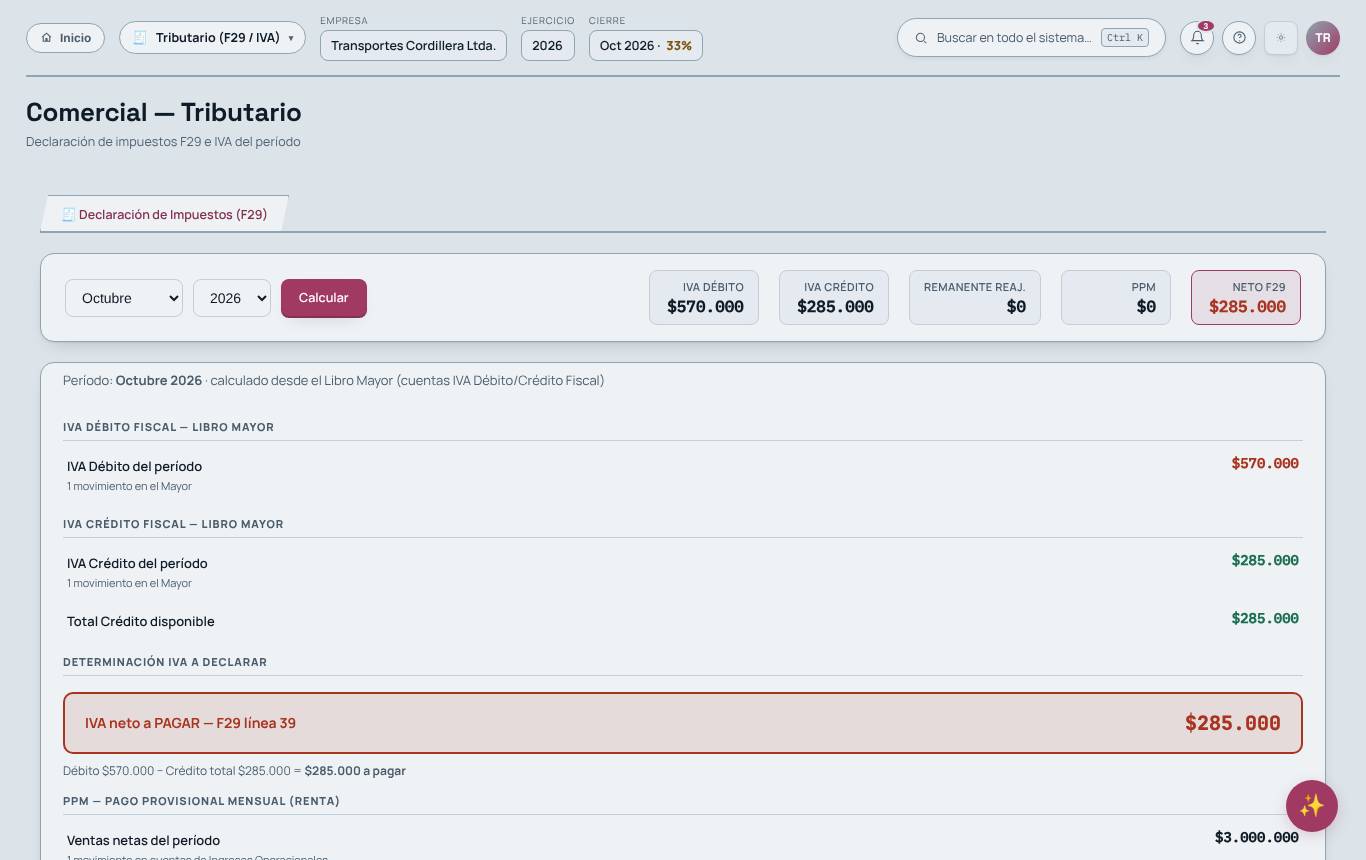 Inicio
Tributario (F29 / IVA) ▾
EMPRESA
Transportes Cordillera Ltda.
EJERCICIO
2026
CIERRE
Oct 2026 · 33%
Buscar en todo el sistema... Ctrl K
3
TR
Comercial — Tributario
Declaración de impuestos F29 e IVA del período
Declaración de Impuestos (F29)
Octubre
2026
Calcular
IVA DÉBITO
$570.000
IVA CRÉDITO
$285.000
REMANENTE REAJ.
$0
PPM
$0
NETO F29
$285.000
Período: Octubre 2026 · calculado desde el Libro Mayor (cuentas IVA Débito/Crédito Fiscal)
IVA DÉBITO FISCAL — LIBRO MAYOR
IVA Débito del período $570.000
1 movimiento en el Mayor
IVA CRÉDITO FISCAL — LIBRO MAYOR
IVA Crédito del período $285.000
1 movimiento en el Mayor
Total Crédito disponible $285.000
DETERMINACIÓN IVA A DECLARAR
IVA neto a PAGAR — F29 línea 39 $285.000
Débito $570.000 − Crédito total $285.000 = $285.000 a pagar
PPM — PAGO PROVISIONAL MENSUAL (RENTA)
Ventas netas del período $3.000.000
1 movimiento en cuentas de Ingresos Operacionales